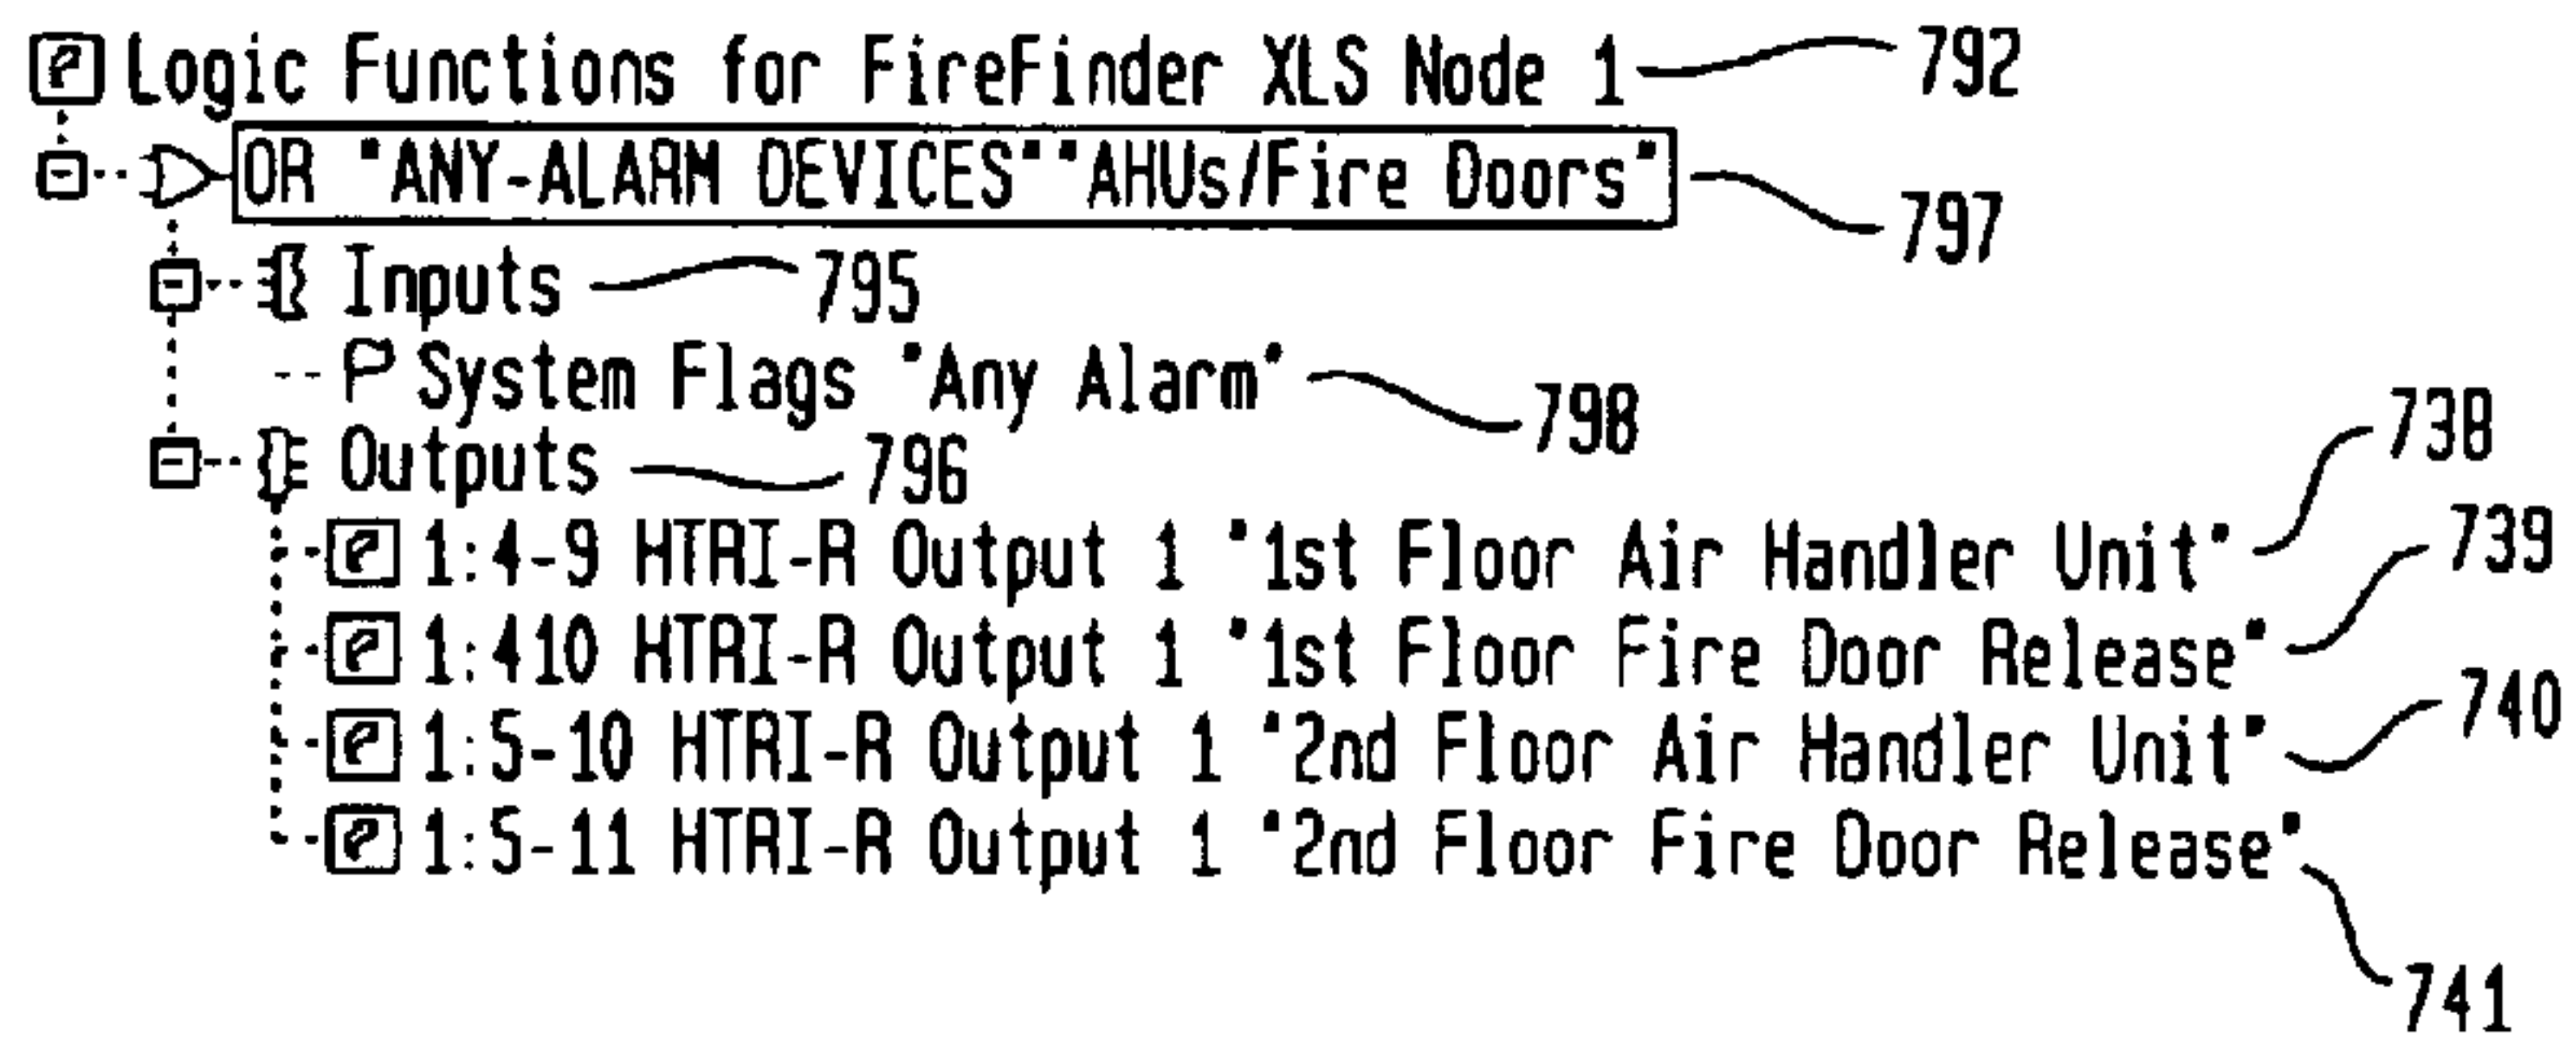 Logic Functions for FireFinder XLS Node 1 792
OR "ANY-ALARM DEVICES" "AHUs/Fire Doors" 797
Inputs 795
System Flags "Any Alarm" 798
Outputs 796
1:4-9 HTRI-R Output 1 "1st Floor Air Handler Unit" 738
1:410 HTRI-R Output 1 "1st Floor Fire Door Release" 739
1:5-10 HTRI-R Output 1 "2nd Floor Air Handler Unit" 740
1:5-11 HTRI-R Output 1 "2nd Floor Fire Door Release" 741